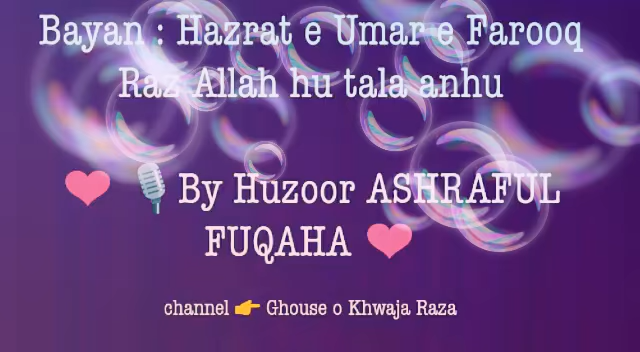 Bayan : Hazrat e Umar e Farooq
Raz Allah hu tala anhu
❤️ 🎙️ By Huzoor ASHRAFUL
FUQAHA ❤️
channel 👉 Ghouse o Khwaja Raza